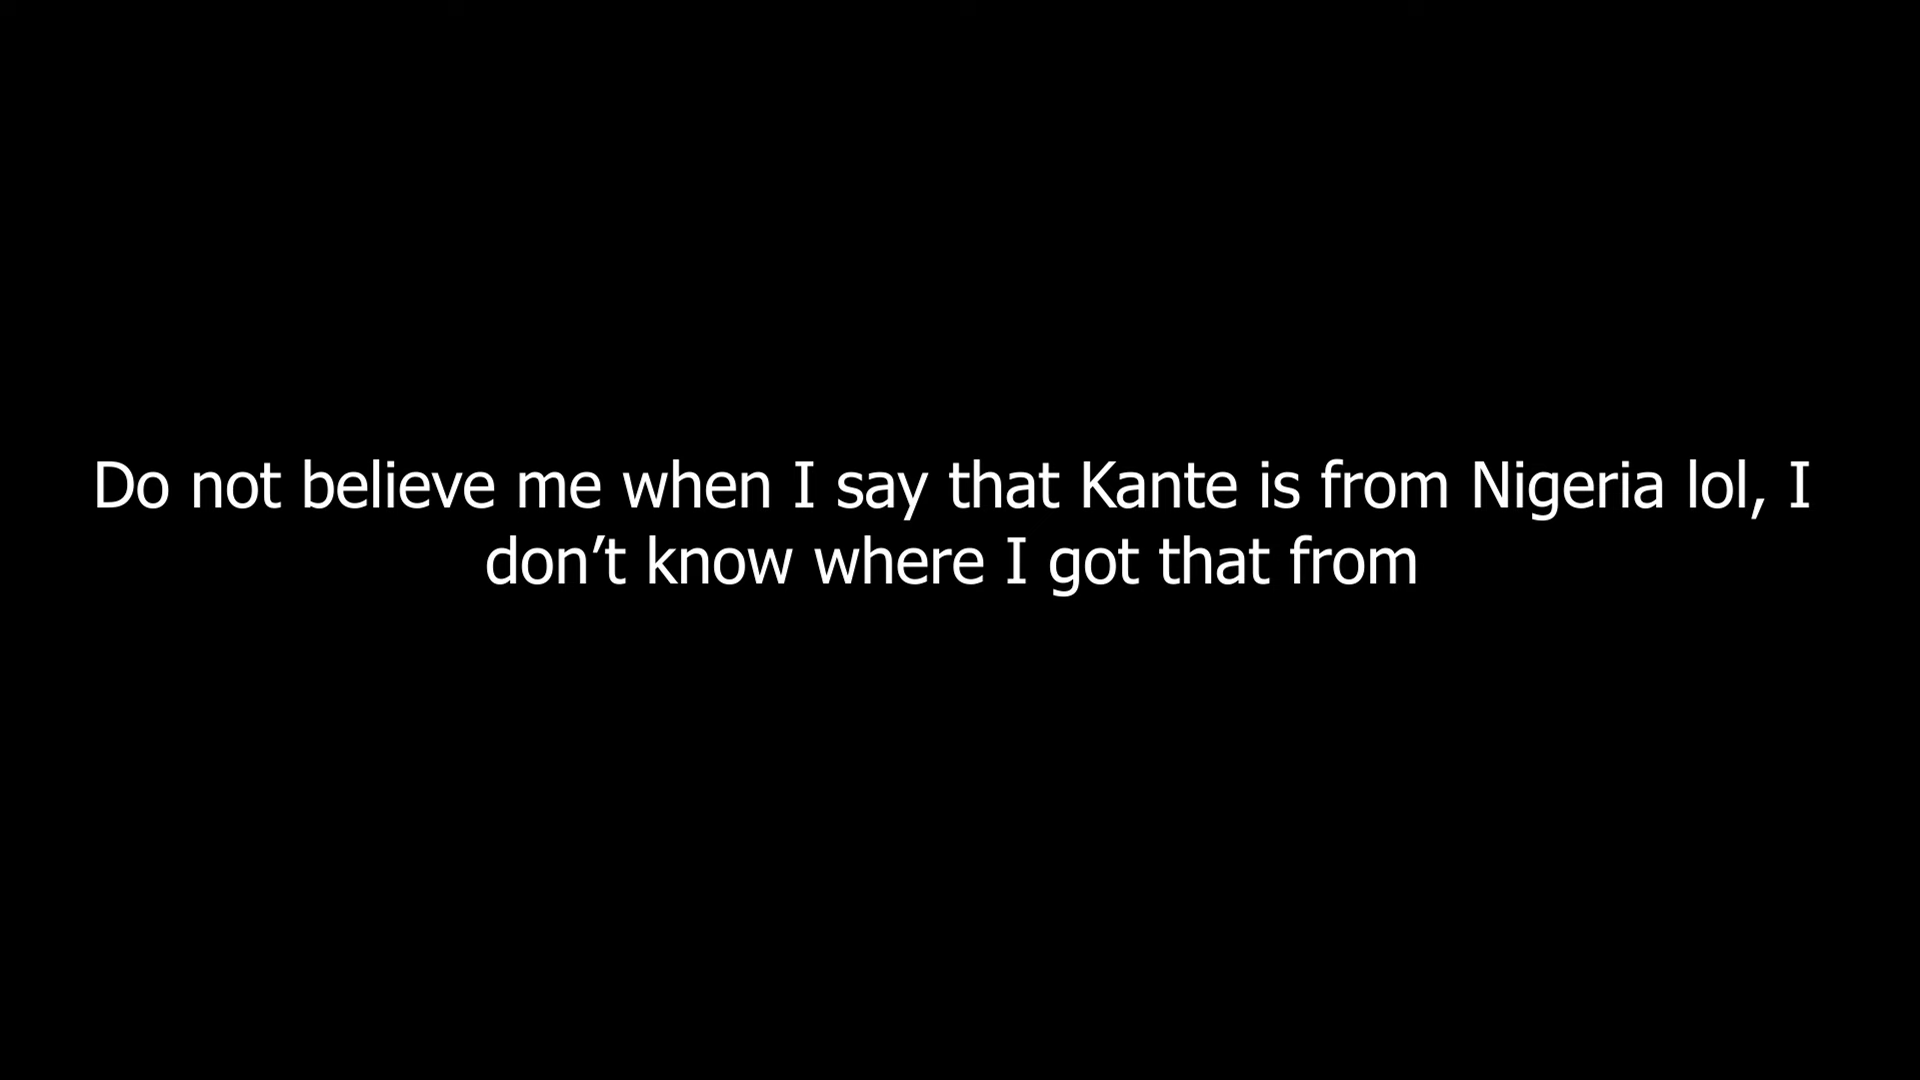 Do not believe me when I say that Kante is from Nigeria lol, I
don’t know where I got that from